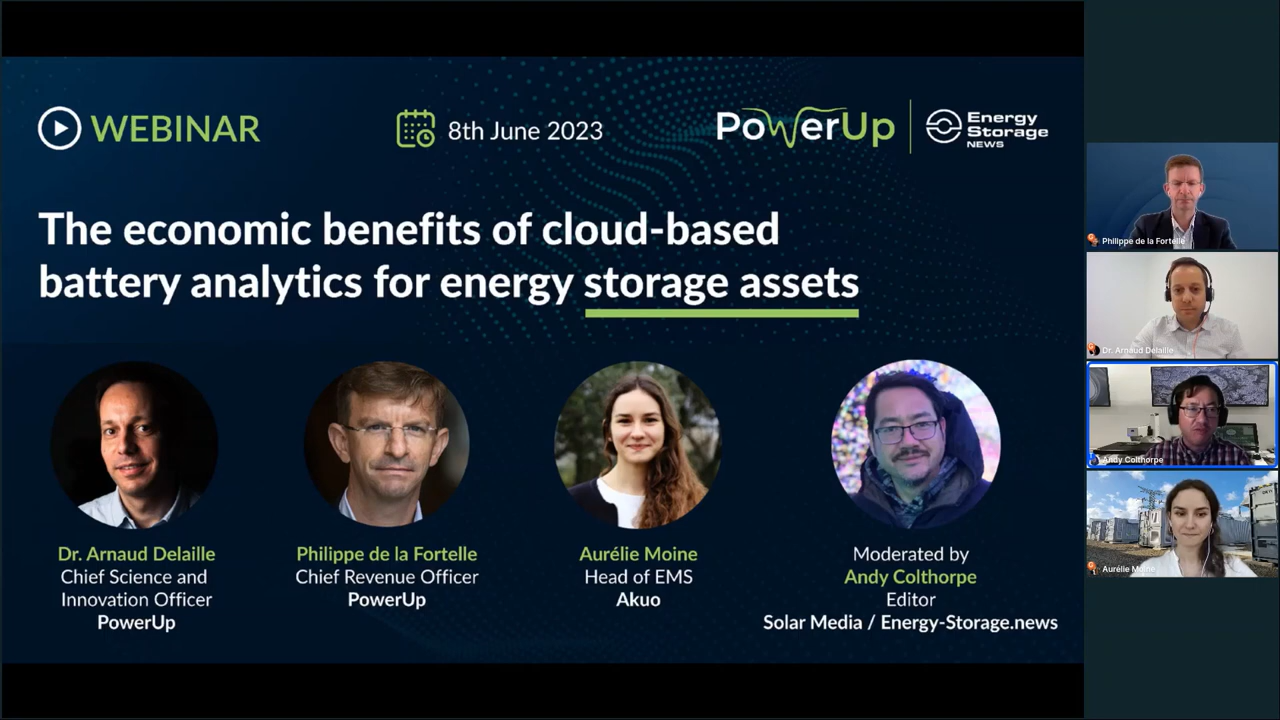 WEBINAR
8th June 2023
PowerUp
Energy
Storage
NEWS
The economic benefits of cloud-based
battery analytics for energy storage assets
Dr. Arnaud Delaille
Chief Science and
Innovation Officer
PowerUp
Philippe de la Fortelle
Chief Revenue Officer
PowerUp
Aurélie Moine
Head of EMS
Akuo
Moderated by
Andy Colthorpe
Editor
Solar Media / Energy-Storage.news
Philippe de la Fortelle
Dr. Arnaud Delaille
Andy Colthorpe
Aurélie Moine